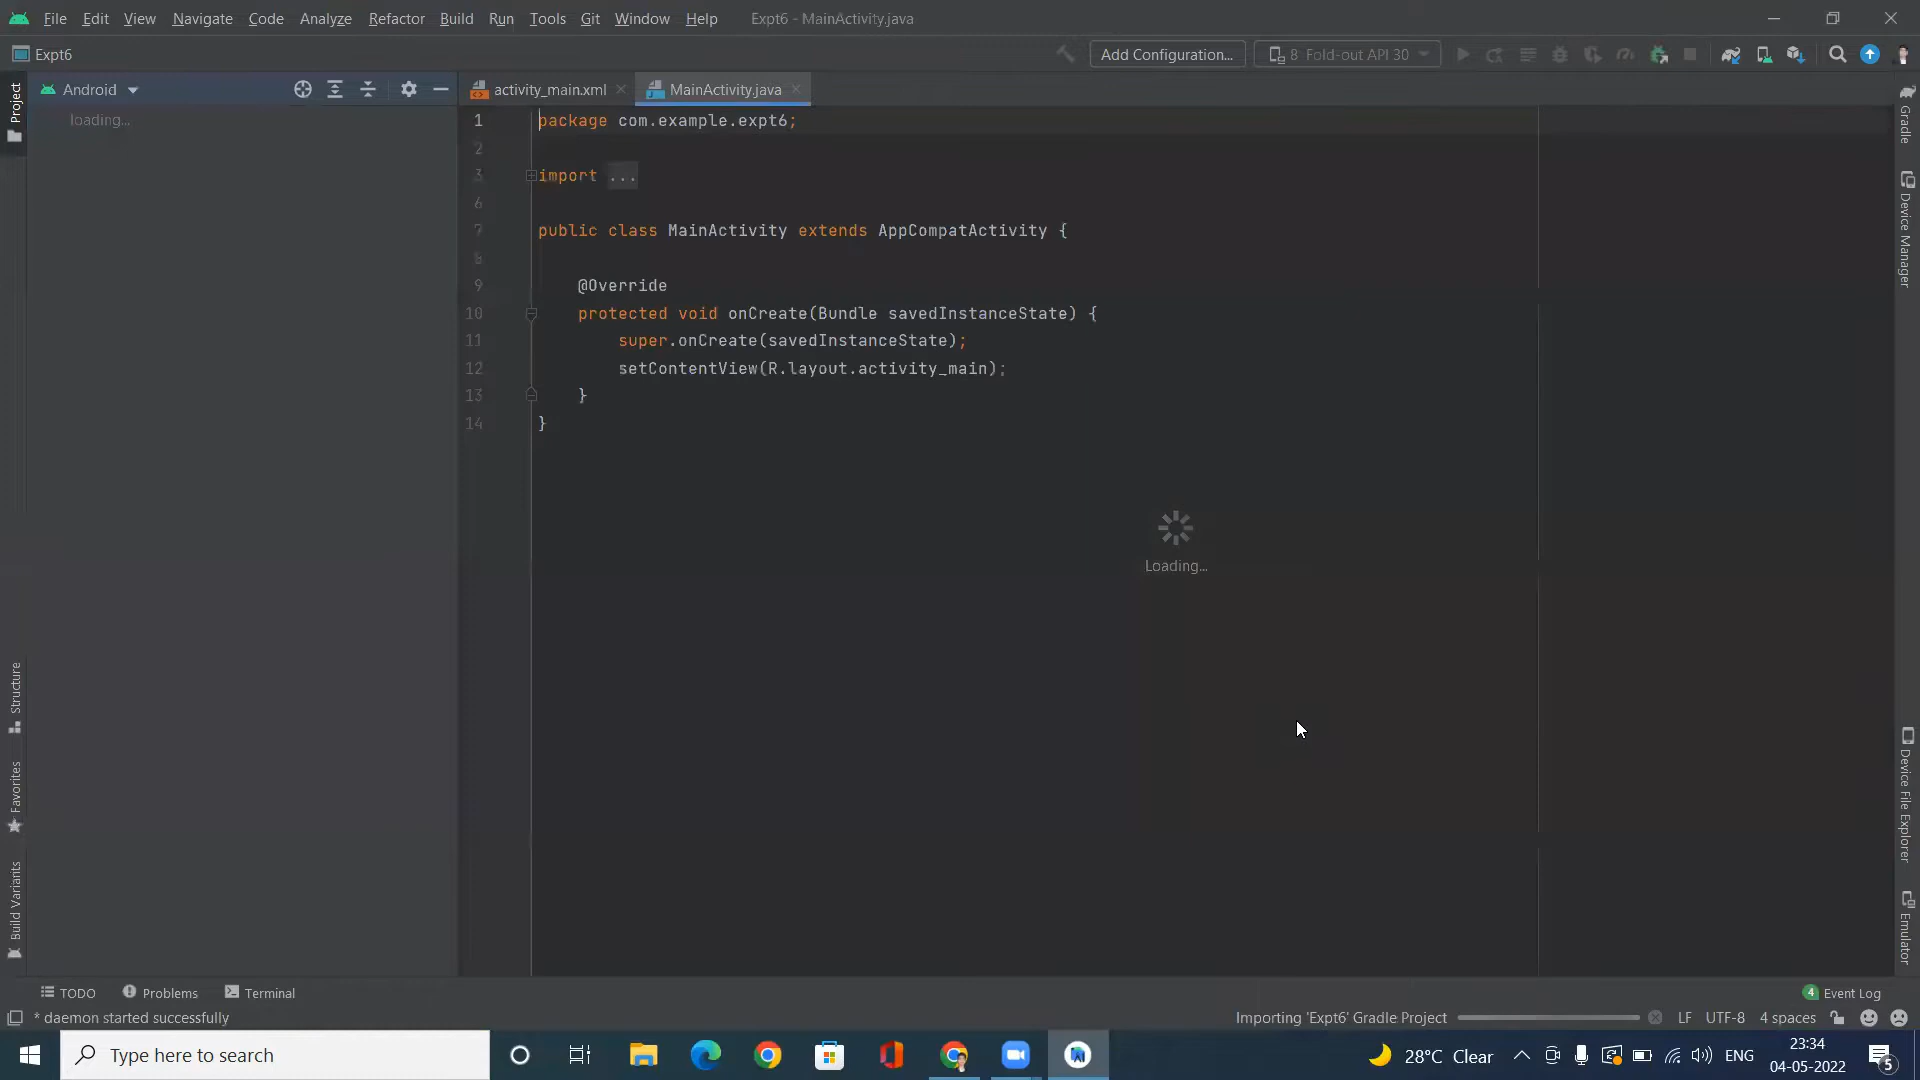 File Edit View Navigate Code Analyze Refactor Build Run Tools Git Window Help Expt6 - MainActivity.java
Expt6 Add Configuration... 8 Fold-out API 30
Project Android activity_main.xml MainActivity.java
loading...
1 package com.example.expt6;
2
3 import ...
6
7 public class MainActivity extends AppCompatActivity {
8
9 @Override
10 protected void onCreate(Bundle savedInstanceState) {
11 super.onCreate(savedInstanceState);
12 setContentView(R.layout.activity_main);
13 }
14 }
Loading...
Structure
Favorites
Build Variants
Gradle
Device Manager
Device File Explorer
Emulator
TODO Problems Terminal 4 Event Log
* daemon started successfully Importing 'Expt6' Gradle Project LF UTF-8 4 spaces
Type here to search 28°C Clear ENG 23:34
04-05-2022 5